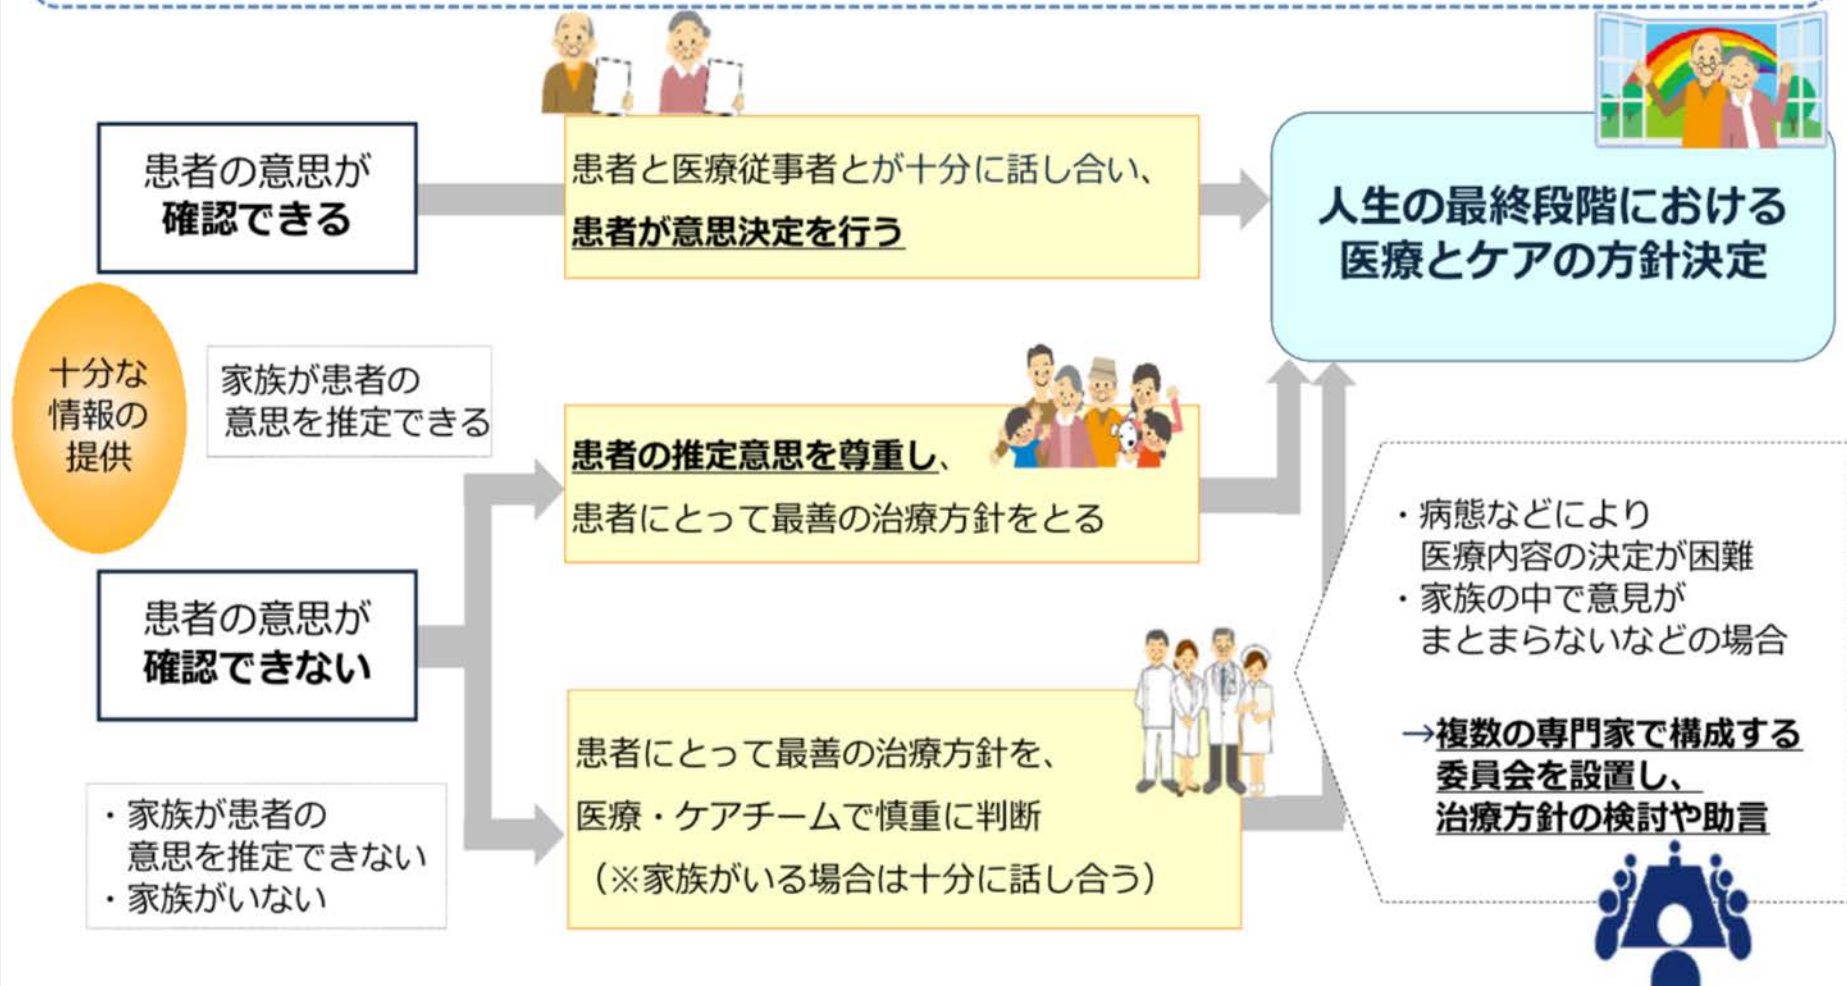 患者の意思が
確認できる
患者と医療従事者とが十分に話し合い、
患者が意思決定を行う
人生の最終段階における
医療とケアの方針決定
十分な
情報の
提供
家族が患者の
意思を推定できる
患者の推定意思を尊重し、
患者にとって最善の治療方針をとる
患者の意思が
確認できない
・家族が患者の
意思を推定できない
・家族がいない
患者にとって最善の治療方針を、
医療・ケアチームで慎重に判断
（※家族がいる場合は十分に話し合う）
・病態などにより
医療内容の決定が困難
・家族の中で意見が
まとまらないなどの場合
→複数の専門家で構成する
委員会を設置し、
治療方針の検討や助言